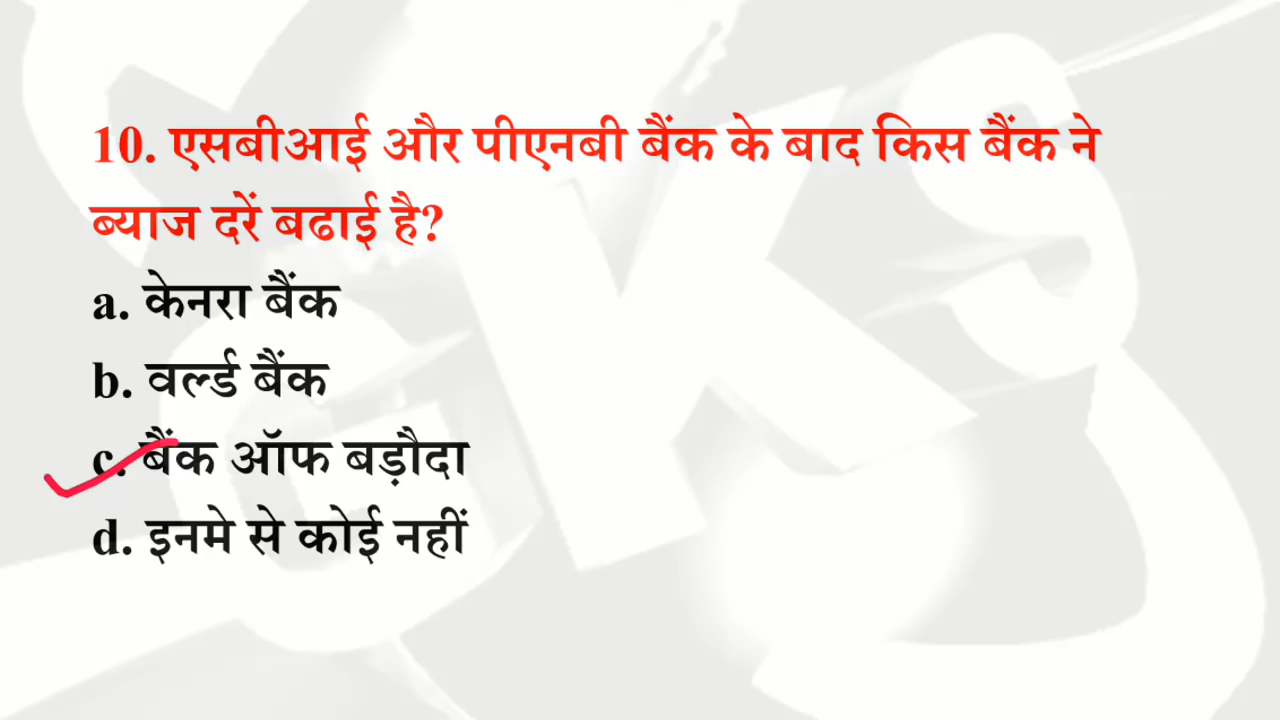 10. एसबीआई और पीएनबी बैंक के बाद किस बैंक ने
ब्याज दरें बढाई है?
a. केनरा बैंक
b. वर्ल्ड बैंक
c. बैंक ऑफ बड़ौदा
d. इनमे से कोई नहीं